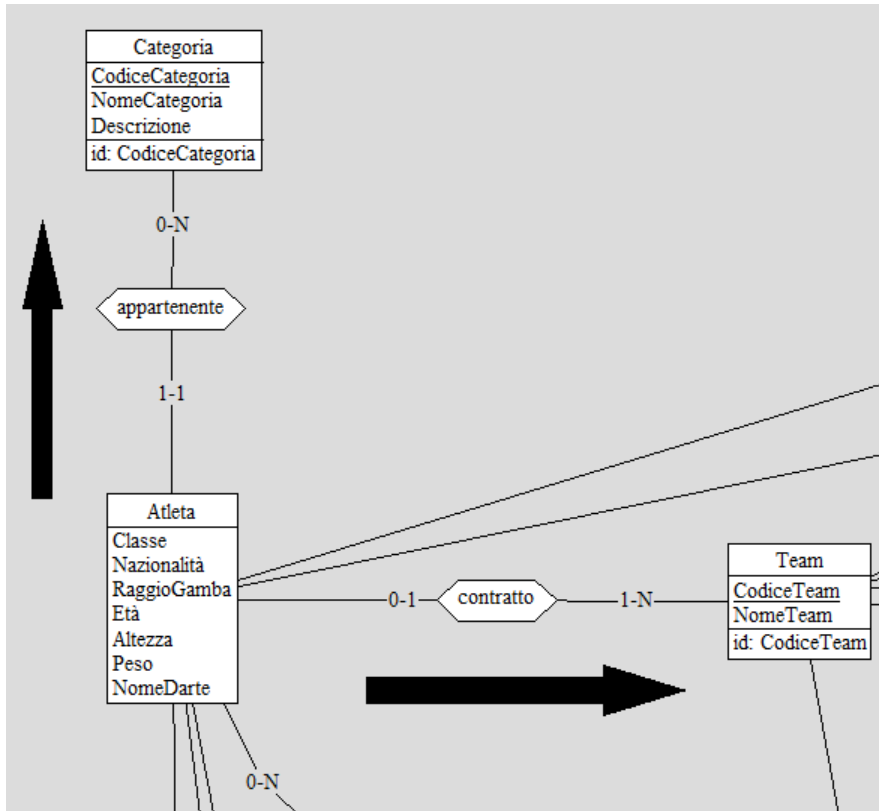 Categoria
CodiceCategoria
NomeCategoria
Descrizione
id: CodiceCategoria
0-N
appartenente
1-1
Atleta
Classe
Nazionalità
RaggioGamba
Età
Altezza
Peso
NomeDarte
0-1
contratto
1-N
Team
CodiceTeam
NomeTeam
id: CodiceTeam
0-N